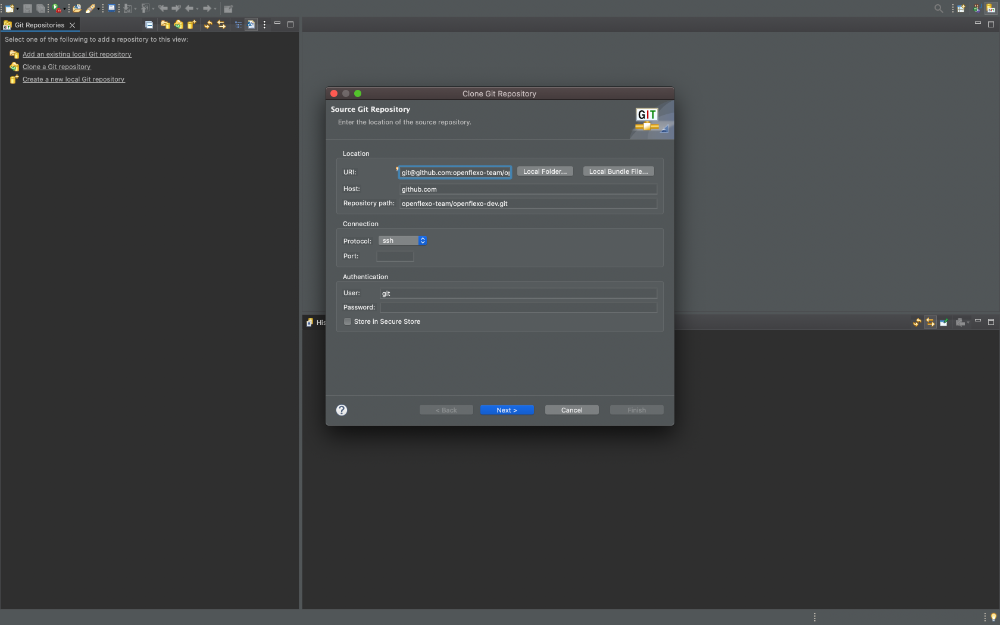 Git Repositories
Select one of the following to add a repository to this view:
Add an existing local Git repository
Clone a Git repository
Create a new local Git repository
Clone Git Repository
Source Git Repository
Enter the location of the source repository.
GIT
Location
URI: git@github.com:openflexo-team/o Local Folder... Local Bundle File...
Host: github.com
Repository path: openflexo-team/openflexo-dev.git
Connection
Protocol: ssh
Port:
Authentication
User: git
Password:
Store in Secure Store
His
? < Back Next > Cancel Finish